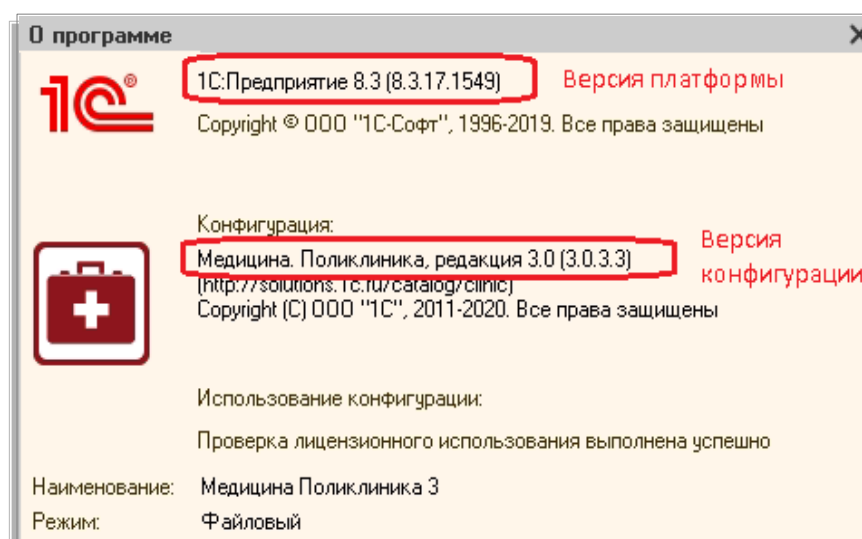 О программе
1С®
1С:Предприятие 8.3 (8.3.17.1549)
Версия платформы
Copyright © ООО "1С-Софт", 1996-2019. Все права защищены
Конфигурация:
Медицина. Поликлиника, редакция 3.0 (3.0.3.3)
Версия
конфигурации
(http://solutions.1c.ru/catalog/clinic)
Copyright (C) ООО "1С", 2011-2020. Все права защищены
Использование конфигурации:
Проверка лицензионного использования выполнена успешно
Наименование: Медицина Поликлиника 3
Режим: Файловый